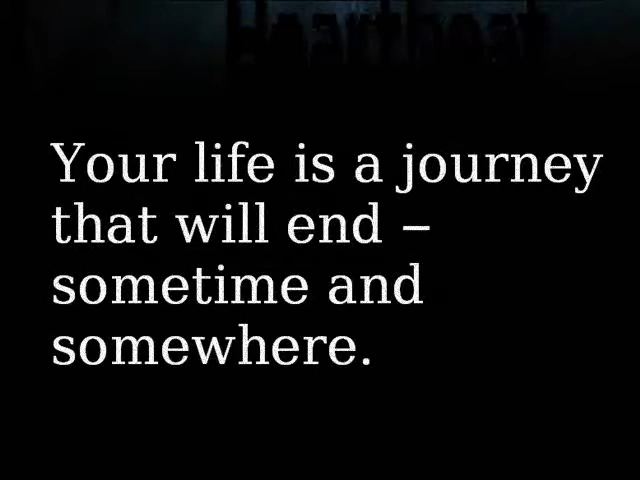 Your life is a journey
that will end –
sometime and
somewhere.